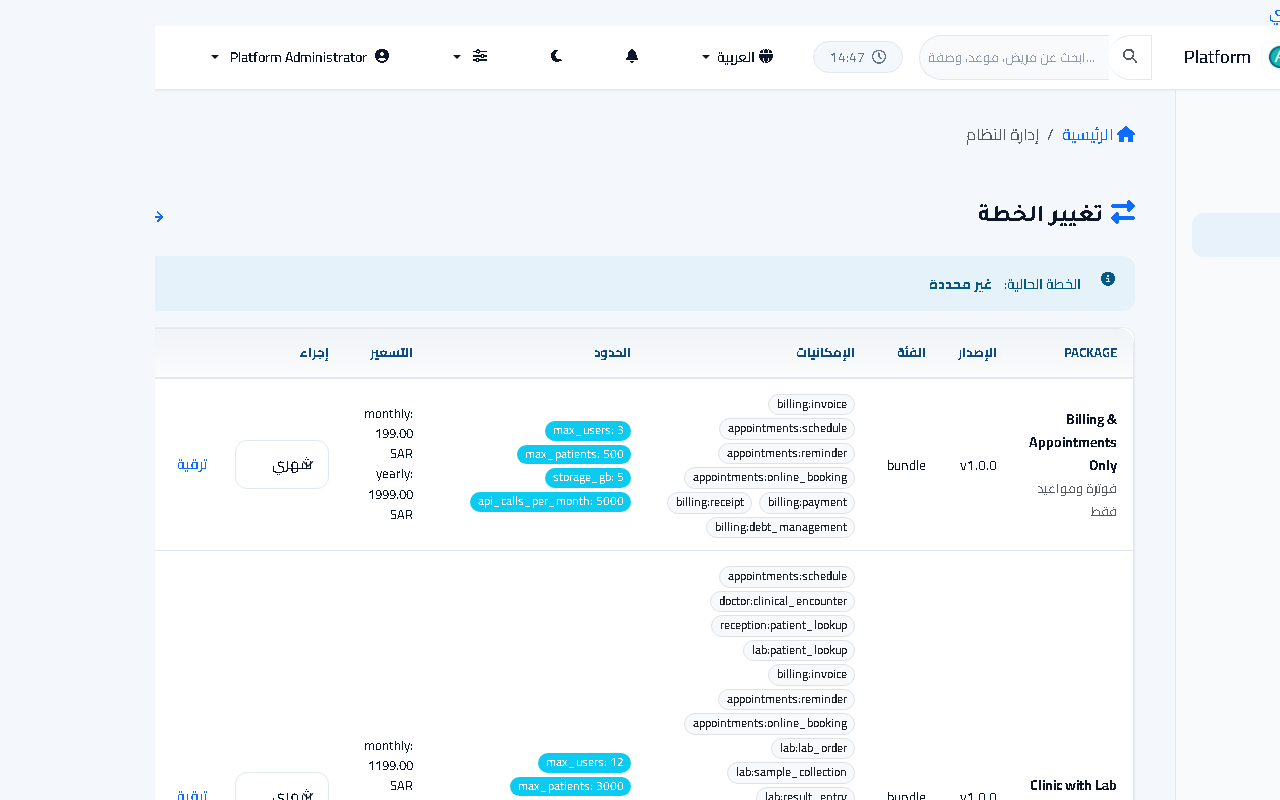 Platform
ابحث عن مريض، موعد، وصفة...
14:47
العربية
Platform Administrator
الرئيسية / إدارة النظام
تغيير الخطة
الخطة الحالية: غير محددة
PACKAGE الإصدار الفئة الإمكانيات الحدود التسعير إجراء
Billing &
Appointments
Only
فوترة ومواعيد
فقط
v1.0.0
bundle
billing:invoice
appointments:schedule
appointments:reminder
appointments:online_booking
billing:payment billing:receipt
billing:debt_management
max_users: 3
max_patients: 500
storage_gb: 5
api_calls_per_month: 5000
monthly:
199.00
SAR
yearly:
1999.00
SAR
شهري
ترقية
Clinic with Lab
v1.0.0
bundle
appointments:schedule
doctor:clinical_encounter
reception:patient_lookup
lab:patient_lookup
billing:invoice
appointments:reminder
appointments:online_booking
lab:lab_order
lab:sample_collection
lab:result_entry
max_users: 12
max_patients: 3000
monthly:
1199.00
SAR
شهري
ترقية